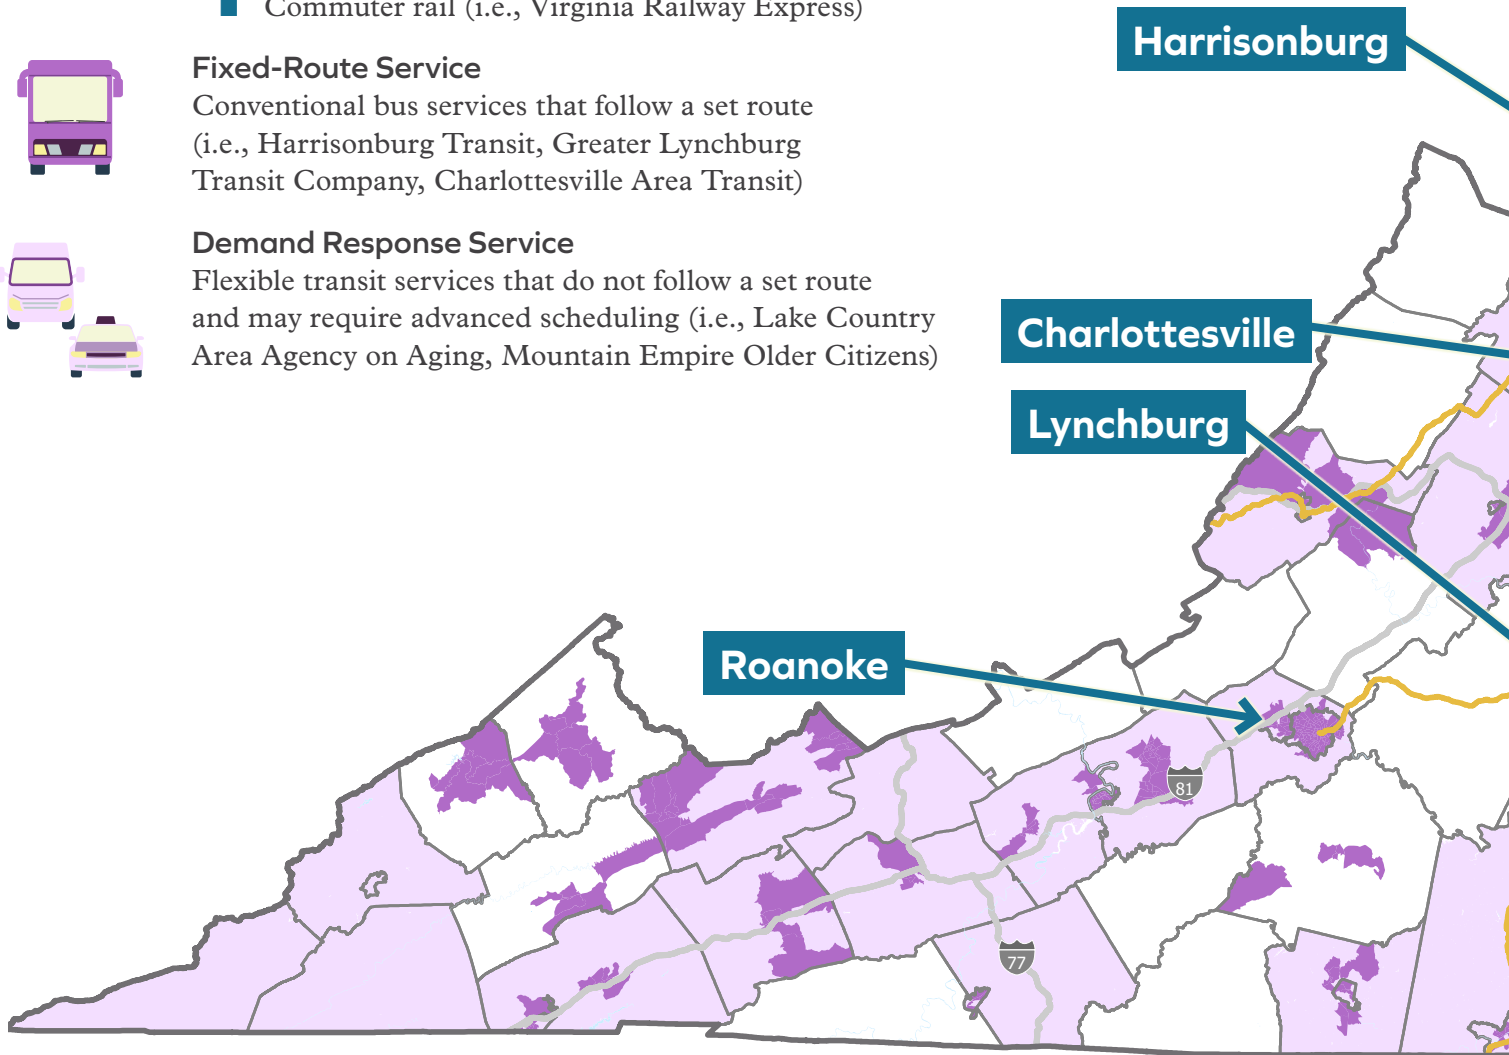 Commuter rail (i.e., Virginia Railway Express)
Fixed-Route Service
Conventional bus services that follow a set route
(i.e., Harrisonburg Transit, Greater Lynchburg
Transit Company, Charlottesville Area Transit)
Demand Response Service
Flexible transit services that do not follow a set route
and may require advanced scheduling (i.e., Lake Country
Area Agency on Aging, Mountain Empire Older Citizens)
Harrisonburg
Charlottesville
Lynchburg
Roanoke
81
77